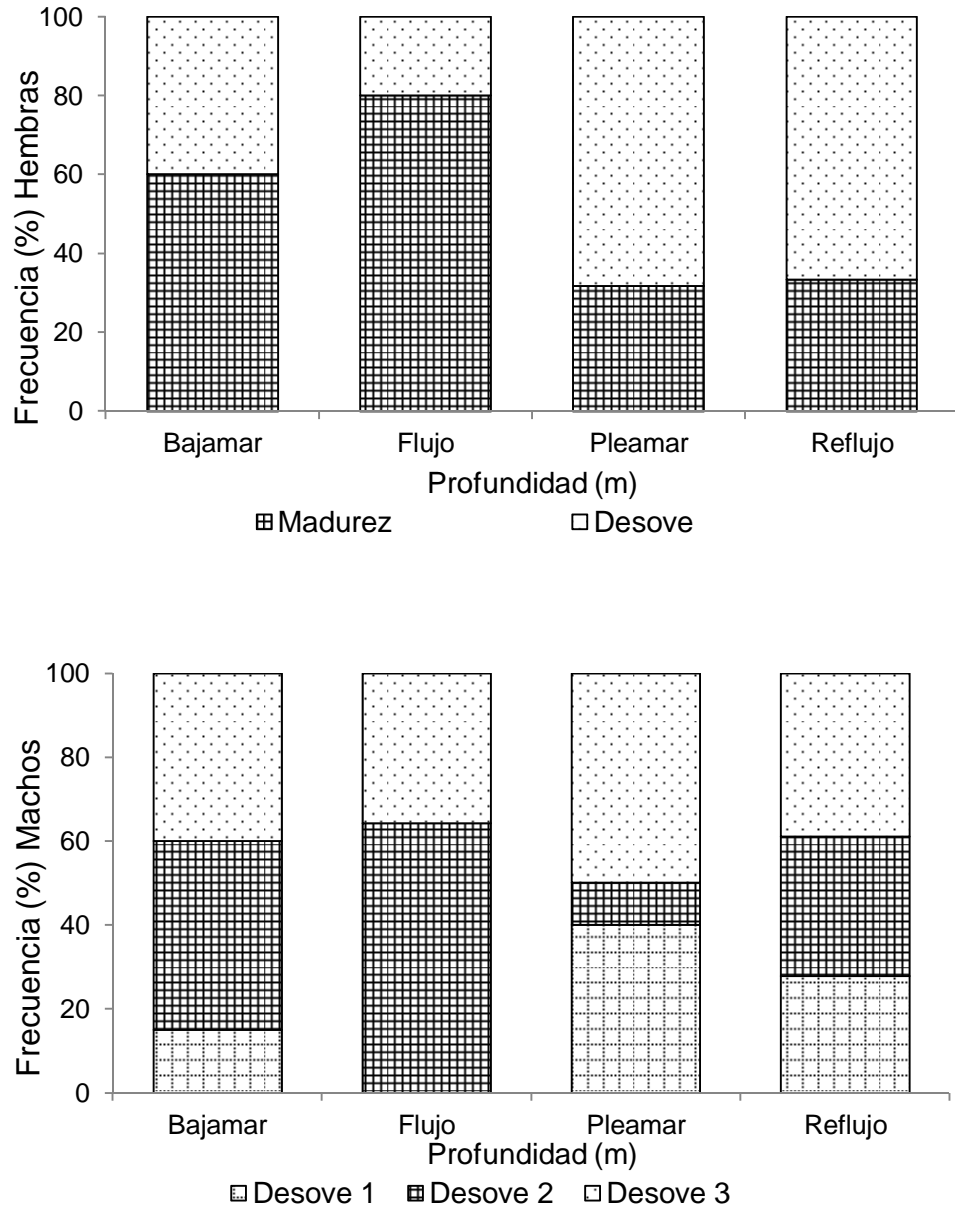 Frecuencia (%) Hembras
100
80
60
40
20
0
Bajamar Flujo Pleamar Reflujo
Profundidad (m)
Madurez Desove
Frecuencia (%) Machos
100
80
60
40
20
0
Bajamar Flujo Pleamar Reflujo
Profundidad (m)
Desove 1 Desove 2 Desove 3